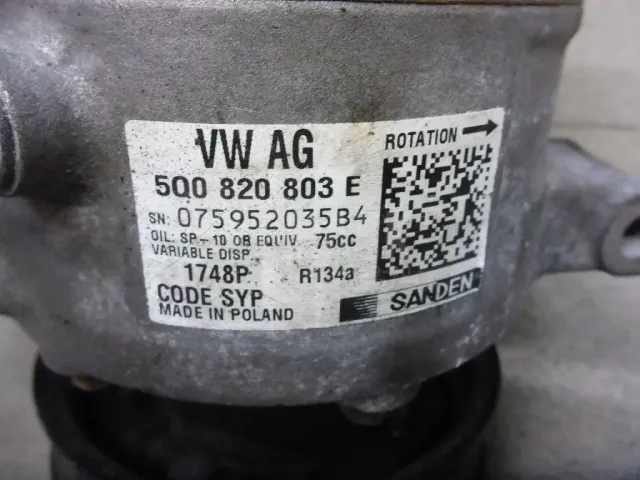 VW AG
ROTATION
5Q0 820 803 E
SN: 075952035B4
OIL: SP-10 OR EQUIV 75cc
VARIABLE DISP
1748P R134a
CODE SYP
SANDEN
MADE IN POLAND